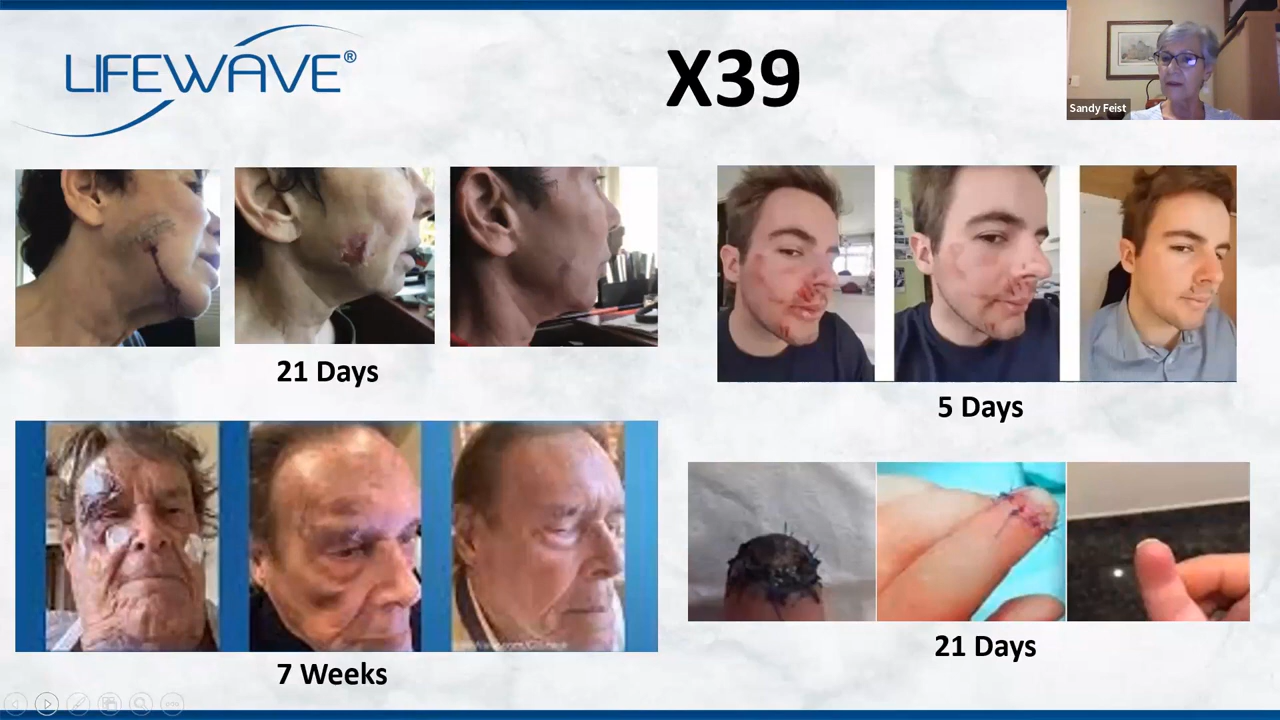 LIFEWAVE®
X39
Sandy Feist
21 Days
5 Days
7 Weeks
21 Days